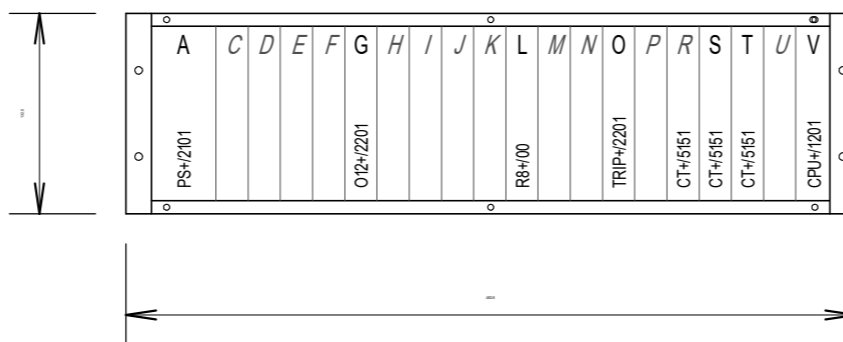 A C D E F G H I J K L M N O P R S T U V
PS+/2101
O12+/2201
R8+/00
TRIP+/2201
CT+/5151
CT+/5151
CT+/5151
CPU+/1201